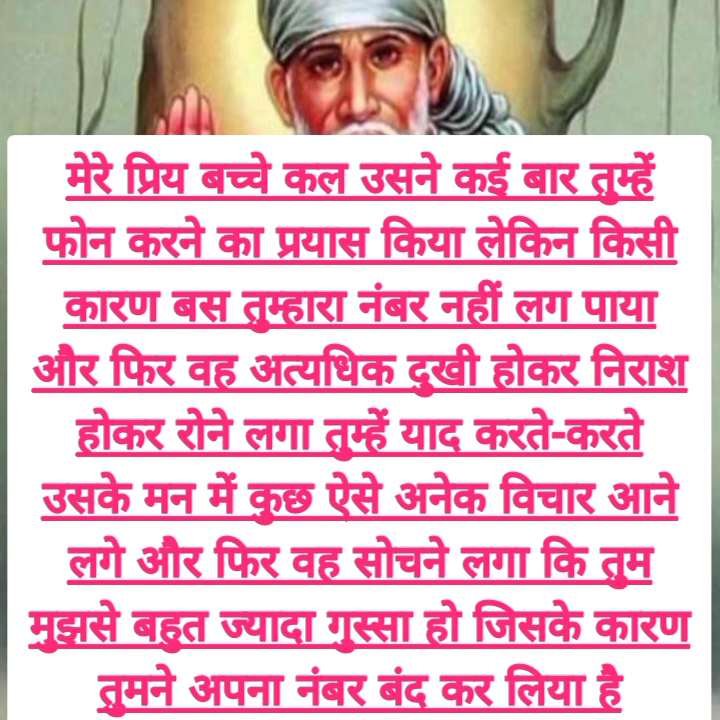 मेरे प्रिय बच्चे कल उसने कई बार तुम्हें
फोन करने का प्रयास किया लेकिन किसी
कारण बस तुम्हारा नंबर नहीं लग पाया
और फिर वह अत्यधिक दुखी होकर निराश
होकर रोने लगा तुम्हें याद करते-करते
उसके मन में कुछ ऐसे अनेक विचार आने
लगे और फिर वह सोचने लगा कि तुम
मुझसे बहुत ज्यादा गुस्सा हो जिसके कारण
तुमने अपना नंबर बंद कर लिया है